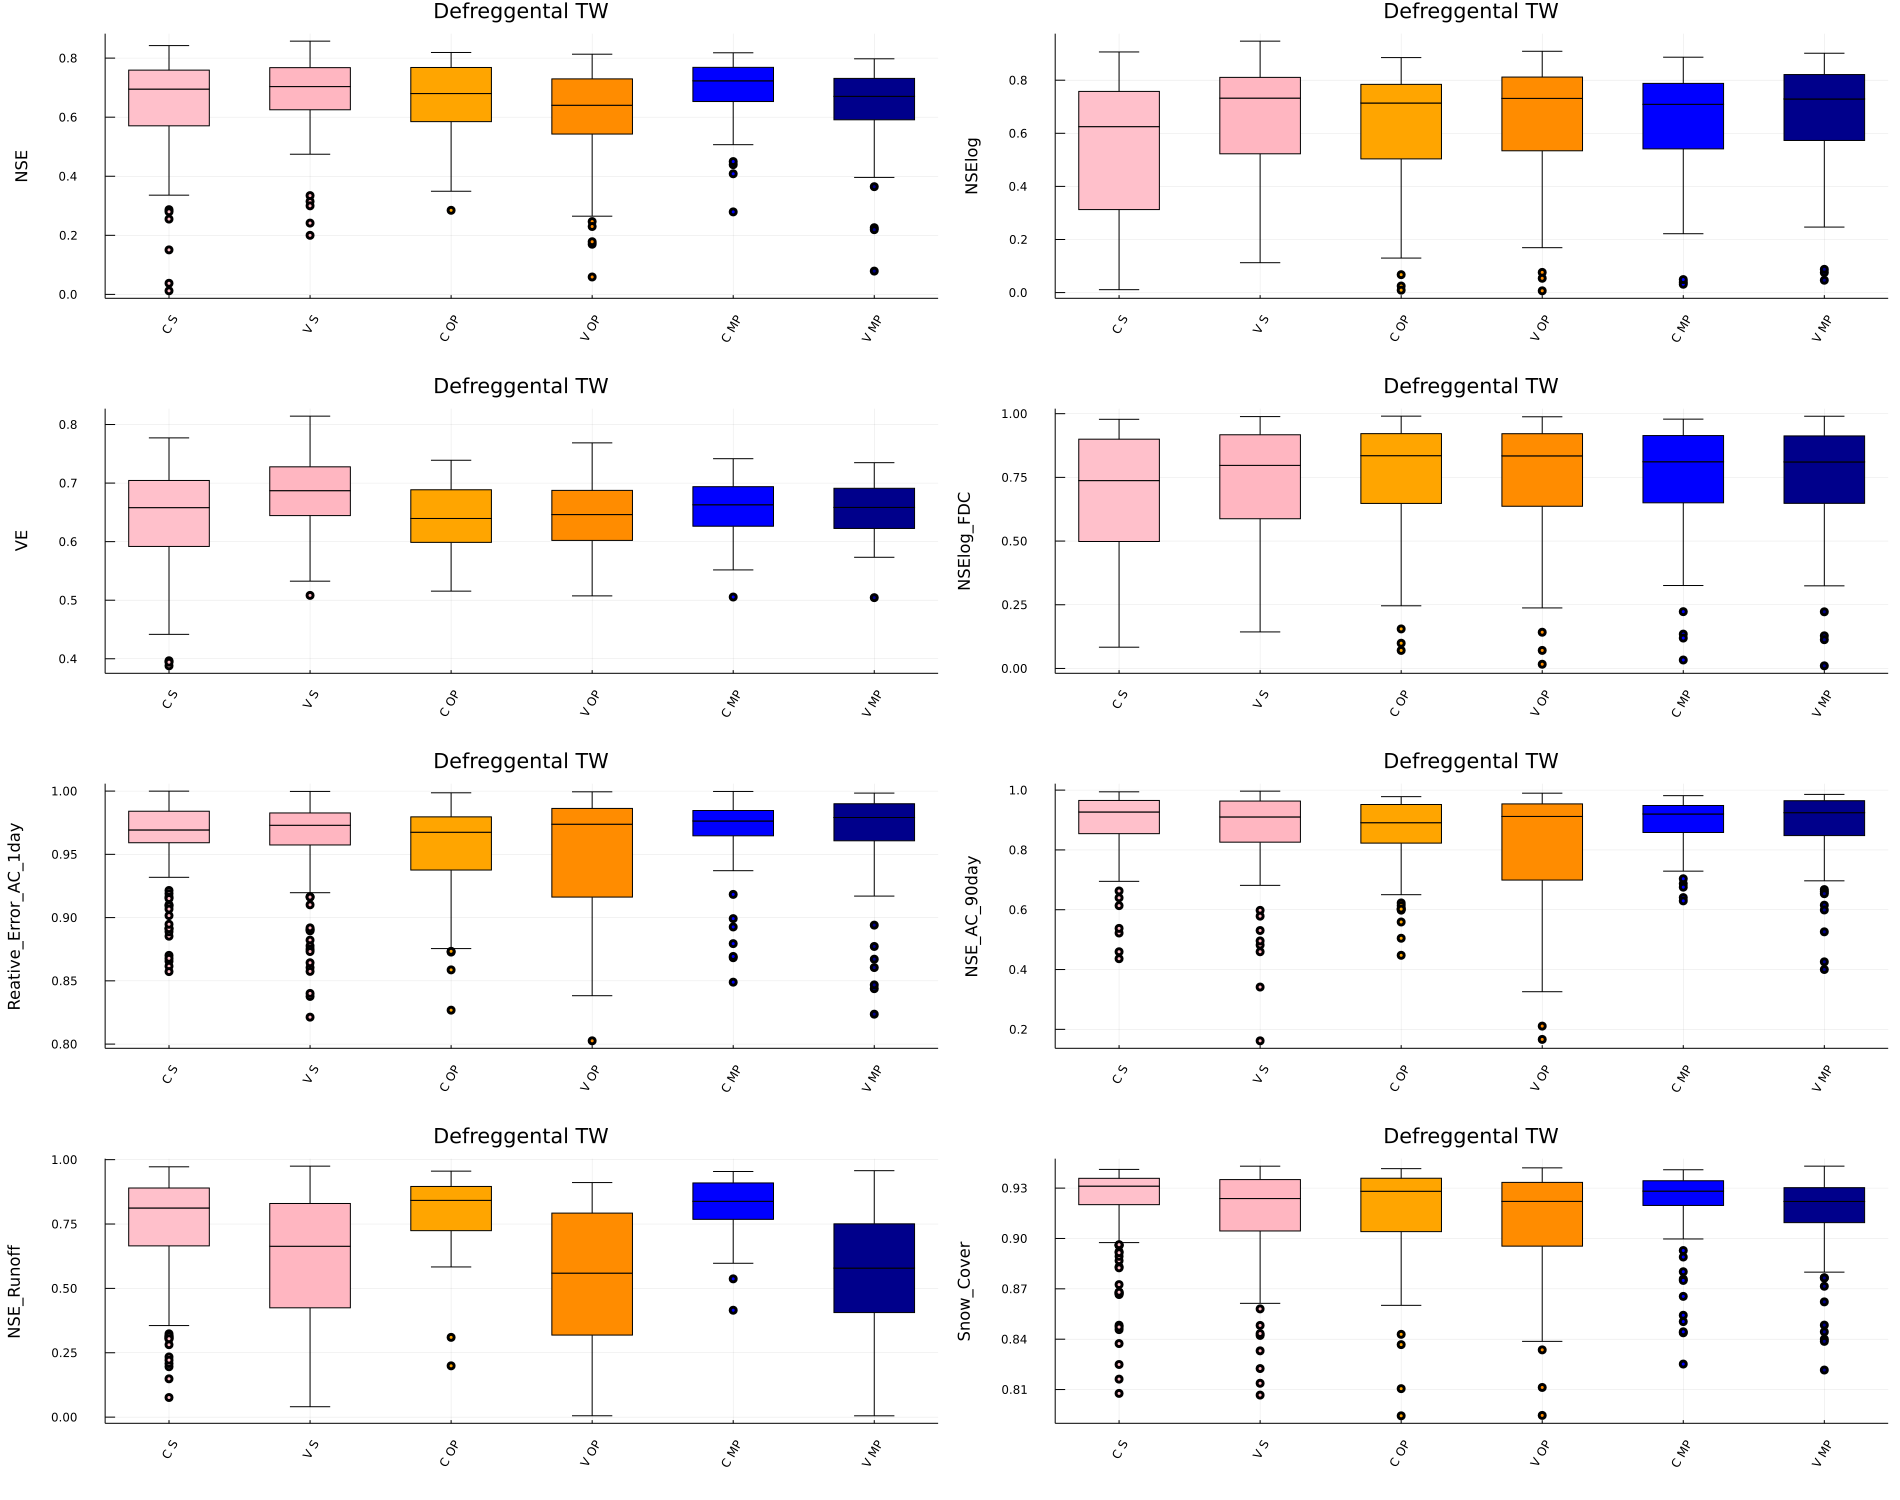 Defreggental TW
NSE
0.8
0.6
0.4
0.2
0.0
C S
V S
C OP
V OP
C MP
V MP
Defreggental TW
NSElog
0.8
0.6
0.4
0.2
0.0
C S
V S
C OP
V OP
C MP
V MP
Defreggental TW
VE
0.8
0.7
0.6
0.5
0.4
C S
V S
C OP
V OP
C MP
V MP
Defreggental TW
NSElog_FDC
1.00
0.75
0.50
0.25
0.00
C S
V S
C OP
V OP
C MP
V MP
Defreggental TW
Reative_Error_AC_1day
1.00
0.95
0.90
0.85
0.80
C S
V S
C OP
V OP
C MP
V MP
Defreggental TW
NSE_AC_90day
1.0
0.8
0.6
0.4
0.2
C S
V S
C OP
V OP
C MP
V MP
Defreggental TW
NSE_Runoff
1.00
0.75
0.50
0.25
0.00
C S
V S
C OP
V OP
C MP
V MP
Defreggental TW
Snow_Cover
0.93
0.90
0.87
0.84
0.81
C S
V S
C OP
V OP
C MP
V MP